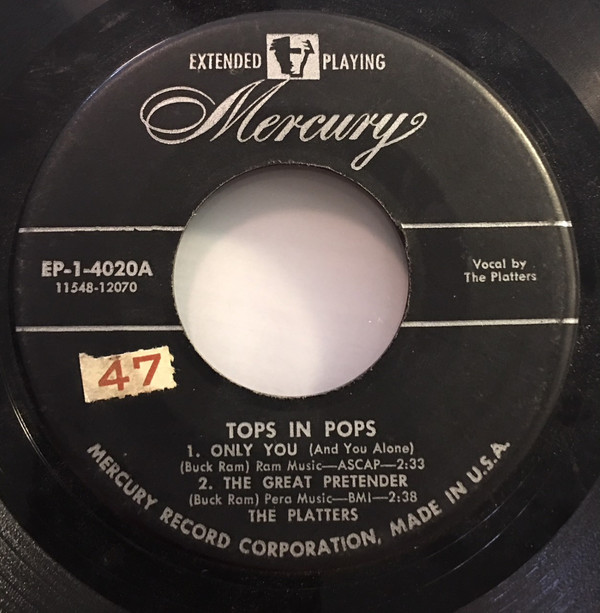 EXTENDED PLAYING
Mercury
EP-1-4020A
11548-12070
Vocal by
The Platters
47
TOPS IN POPS
1. ONLY YOU (And You Alone)
(Buck Ram) Ram Music—ASCAP—2:33
2. THE GREAT PRETENDER
(Buck Ram) Pera Music—BMI—2:38
THE PLATTERS
MERCURY RECORD CORPORATION, MADE IN U.S.A.